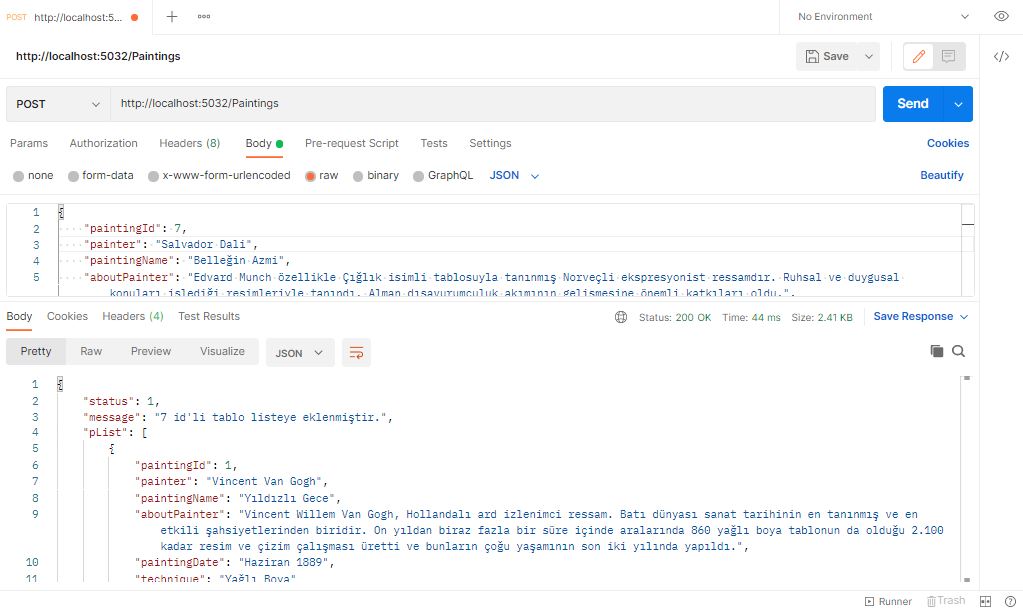 POST http://localhost:5...
No Environment
http://localhost:5032/Paintings
Save
POST http://localhost:5032/Paintings
Send
Params Authorization Headers (8) Body Pre-request Script Tests Settings Cookies
none form-data x-www-form-urlencoded raw binary GraphQL JSON Beautify
1 {
2 "paintingId": 7,
3 "painter": "Salvador Dali",
4 "paintingName": "Belleğin Azmi",
5 "aboutPainter": "Edvard Munch özellikle Çığlık isimli tablosuyla tanınmış Norveçli ekspresyonist ressamdır. Ruhsal ve duygusal
konuları işlediği resimleriyle tanındı. Alman dışavurumculuk akımının gelişmesine önemli katkıları oldu.",
Body Cookies Headers (4) Test Results Status: 200 OK Time: 44 ms Size: 2.41 KB Save Response
Pretty Raw Preview Visualize JSON
1 {
2 "status": 1,
3 "message": "7 id'li tablo listeye eklenmiştir.",
4 "pList": [
5 {
6 "paintingId": 1,
7 "painter": "Vincent Van Gogh",
8 "paintingName": "Yıldızlı Gece",
9 "aboutPainter": "Vincent Willem Van Gogh, Hollandalı ard izlenimci ressam. Batı dünyası sanat tarihinin en tanınmış ve en
etkili şahsiyetlerinden biridir. On yıldan biraz fazla bir süre içinde aralarında 860 yağlı boya tablonun da olduğu 2.100
kadar resim ve çizim çalışması üretti ve bunların çoğu yaşamının son iki yılında yapıldı.",
10 "paintingDate": "Haziran 1889",
11 "technique": "Yağlı Boya"
Runner Trash